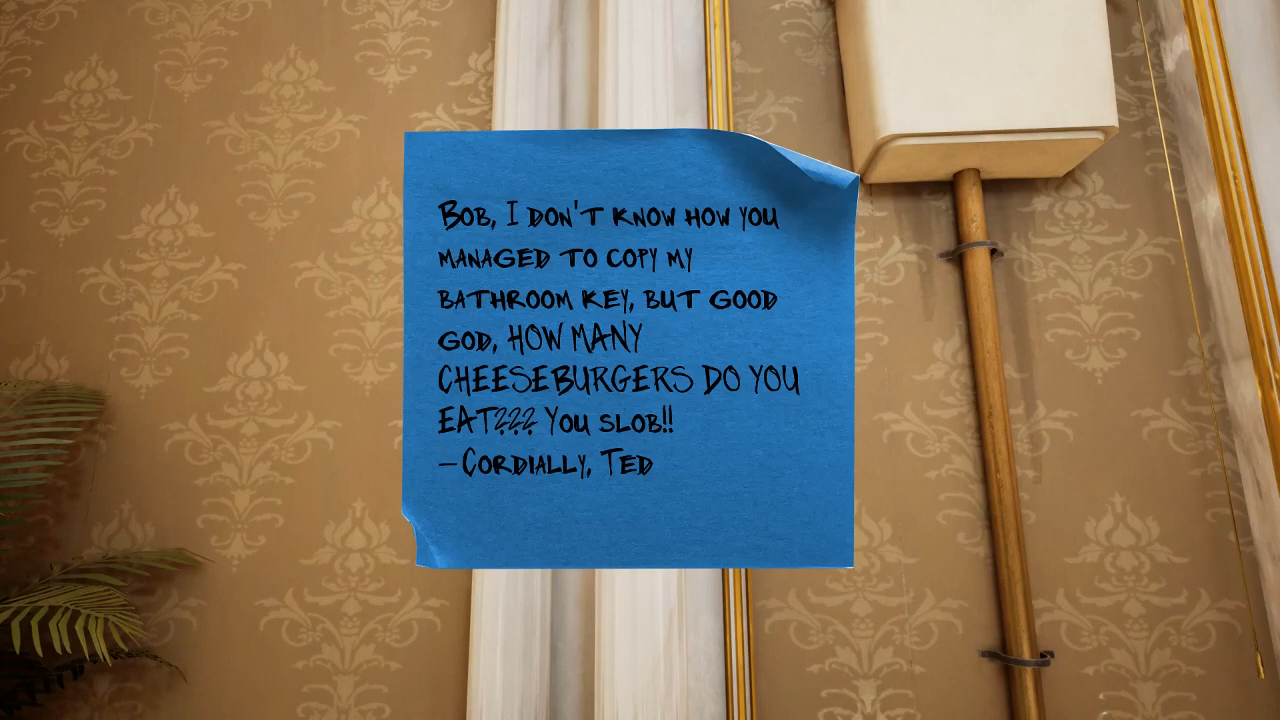 Bob, I don't know how you
managed to copy my
bathroom key, but good
god, HOW MANY
CHEESEBURGERS DO YOU
EAT??? You slob!!
—Cordially, Ted